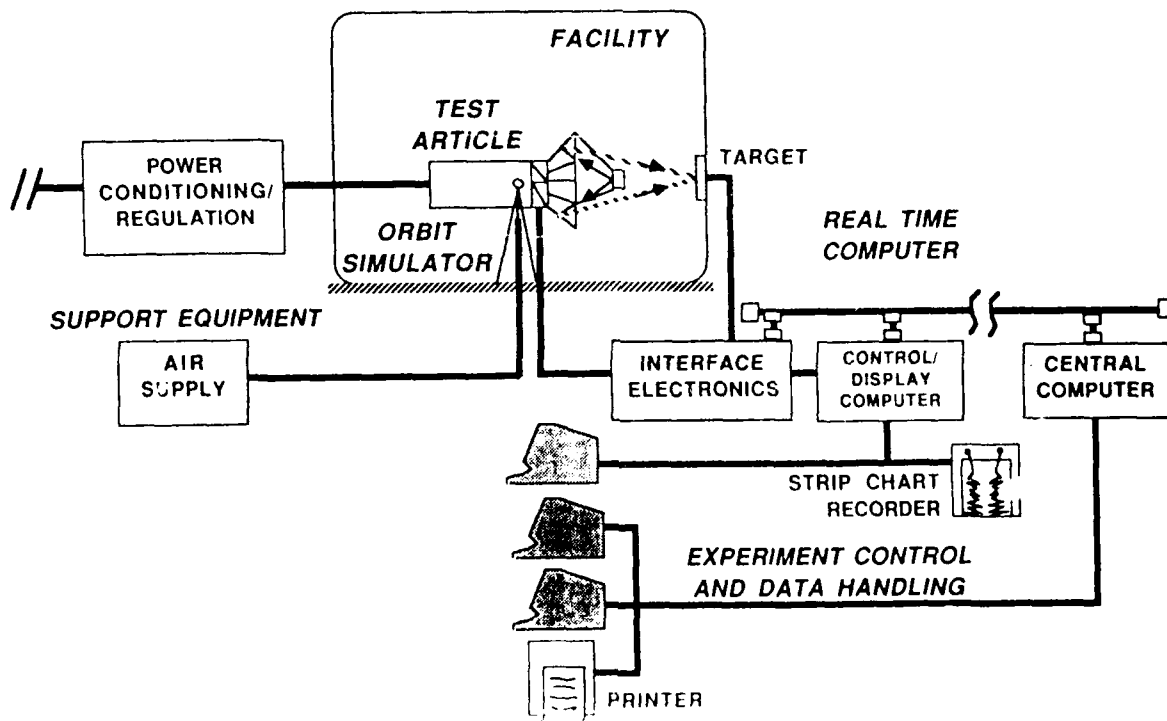 FACILITY
TEST
ARTICLE
POWER
CONDITIONING/
REGULATION
TARGET
ORBIT
SIMULATOR
REAL TIME
COMPUTER
SUPPORT EQUIPMENT
AIR
SUPPLY
INTERFACE
ELECTRONICS
CONTROL/
DISPLAY
COMPUTER
CENTRAL
COMPUTER
STRIP CHART
RECORDER
EXPERIMENT CONTROL
AND DATA HANDLING
PRINTER